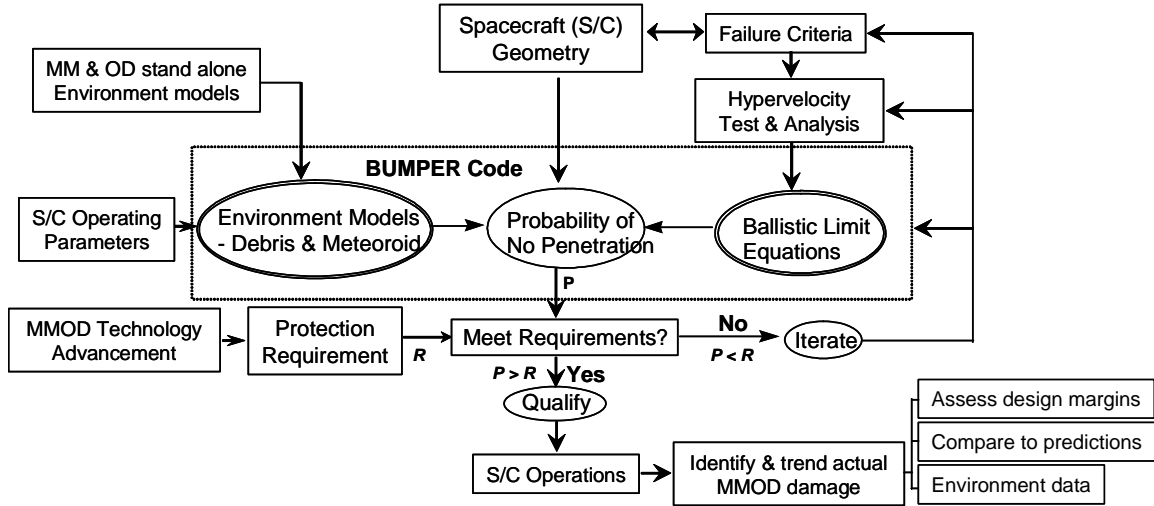 Spacecraft (S/C)
Geometry
Failure Criteria
MM & OD stand alone
Environment models
Hypervelocity
Test & Analysis
BUMPER Code
S/C Operating
Parameters
Environment Models
- Debris & Meteoroid
Probability of
No Penetration
Ballistic Limit
Equations
P
MMOD Technology
Advancement
Protection
Requirement
R
Meet Requirements?
No
P < R
Iterate
P > R Yes
Qualify
S/C Operations
Identify & trend actual
MMOD damage
Assess design margins
Compare to predictions
Environment data